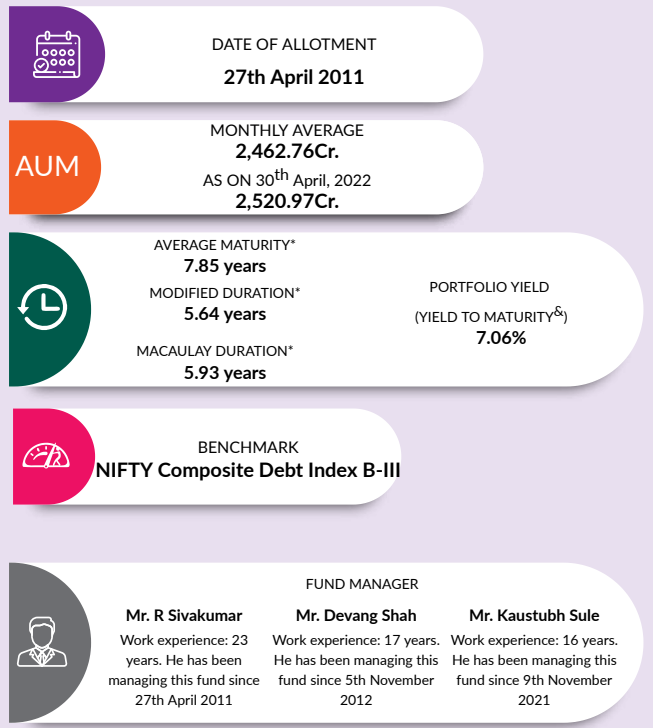 DATE OF ALLOTMENT
27th April 2011
AUM
MONTHLY AVERAGE
2,462.76Cr.
AS ON 30th April, 2022
2,520.97Cr.
AVERAGE MATURITY*
7.85 years
MODIFIED DURATION*
5.64 years
MACAULAY DURATION*
5.93 years
PORTFOLIO YIELD
(YIELD TO MATURITY&)
7.06%
BENCHMARK
NIFTY Composite Debt Index B-III
FUND MANAGER
Mr. R Sivakumar
Work experience: 23
years. He has been
managing this fund since
27th April 2011
Mr. Devang Shah
Work experience: 17 years.
He has been managing this
fund since 5th November
2012
Mr. Kaustubh Sule
Work experience: 16 years.
He has been managing this
fund since 9th November
2021